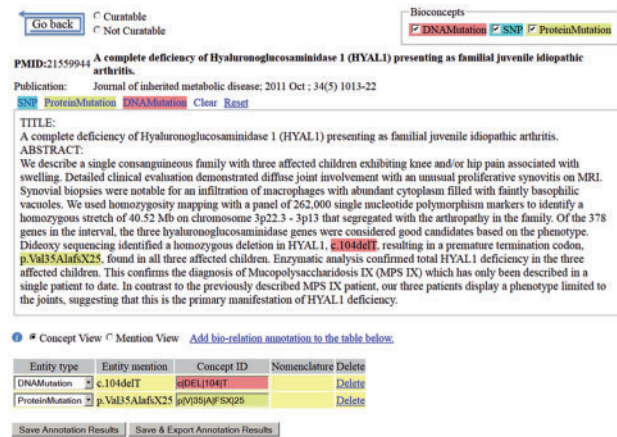 Go back
Curatable
Not Curatable
Bioconcepts
DNAMutation SNP ProteinMutation
PMID:21559944 A complete deficiency of Hyaluronoglucosaminidase 1 (HYAL1) presenting as familial juvenile idiopathic
arthritis.
Publication: Journal of inherited metabolic disease; 2011 Oct ; 34(5) 1013-22
SNP ProteinMutation DNAMutation Clear Reset
TITLE:
A complete deficiency of Hyaluronoglucosaminidase 1 (HYAL1) presenting as familial juvenile idiopathic arthritis.
ABSTRACT:
We describe a single consanguineous family with three affected children exhibiting knee and/or hip pain associated with
swelling. Detailed clinical evaluation demonstrated diffuse joint involvement with an unusual proliferative synovitis on MRI.
Synovial biopsies were notable for an infiltration of macrophages with abundant cytoplasm filled with faintly basophilic
vacuoles. We used homozygosity mapping with a panel of 262,000 single nucleotide polymorphism markers to identify a
homozygous stretch of 40.52 Mb on chromosome 3p22.3 - 3p13 that segregated with the arthropathy in the family. Of the 378
genes in the interval, the three hyaluronoglucosaminidase genes were considered good candidates based on the phenotype.
Dideoxy sequencing identified a homozygous deletion in HYAL1, c.104delT, resulting in a premature termination codon,
p.Val35AlafsX25, found in all three affected children. Enzymatic analysis confirmed total HYAL1 deficiency in the three
affected children. This confirms the diagnosis of Mucopolysaccharidosis IX (MPS IX) which has only been described in a
single patient to date. In contrast to the previously described MPS IX patient, our three patients display a phenotype limited to
the joints, suggesting that this is the primary manifestation of HYAL1 deficiency.
Concept View Mention View Add bio-relation annotation to the table below.
Entity type Entity mention Concept ID Nomenclature Delete
DNAMutation c.104delT c|DEL|104|T Delete
ProteinMutation p.Val35AlafsX25 p|V|35|A|FSX|25 Delete
Save Annotation Results Save & Export Annotation Results